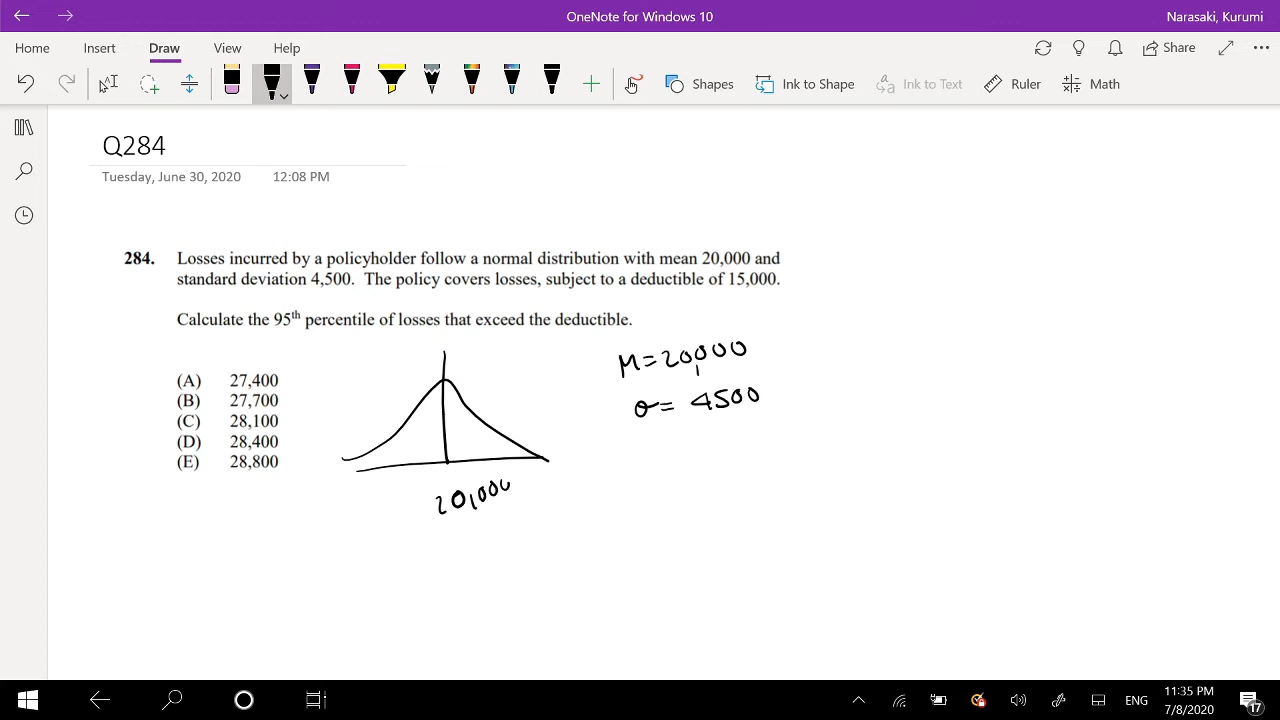 OneNote for Windows 10
Narasaki, Kurumi
Home Insert Draw View Help
Share
Shapes Ink to Shape Ink to Text Ruler Math
Q284
Tuesday, June 30, 2020 12:08 PM
284. Losses incurred by a policyholder follow a normal distribution with mean 20,000 and
standard deviation 4,500. The policy covers losses, subject to a deductible of 15,000.
Calculate the 95th percentile of losses that exceed the deductible.
(A) 27,400
(B) 27,700
(C) 28,100
(D) 28,400
(E) 28,800
μ=20,000
σ= 4500
20,000
ENG
11:35 PM
7/8/2020
17